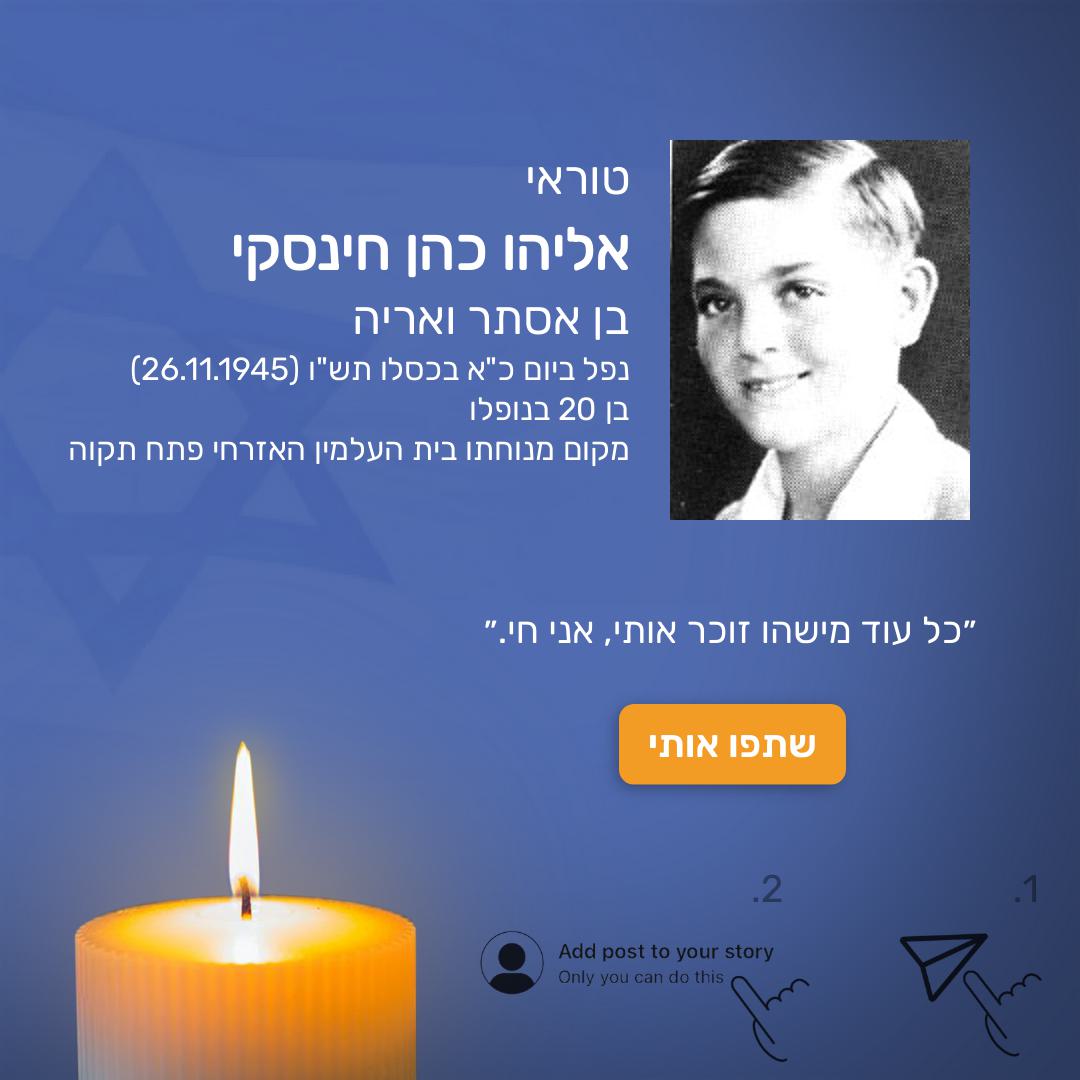 טוראי
אליהו כהן חינסקי
בן אסתר ואריה
נפל ביום כ"א בכסלו תש"ו (26.11.1945)
בן 20 בנופלו
מקום מנוחתו בית העלמין האזרחי פתח תקוה
״כל עוד מישהו זוכר אותי, אני חי.״
שתפו אותי
.1
.2
Add post to your story
Only you can do this